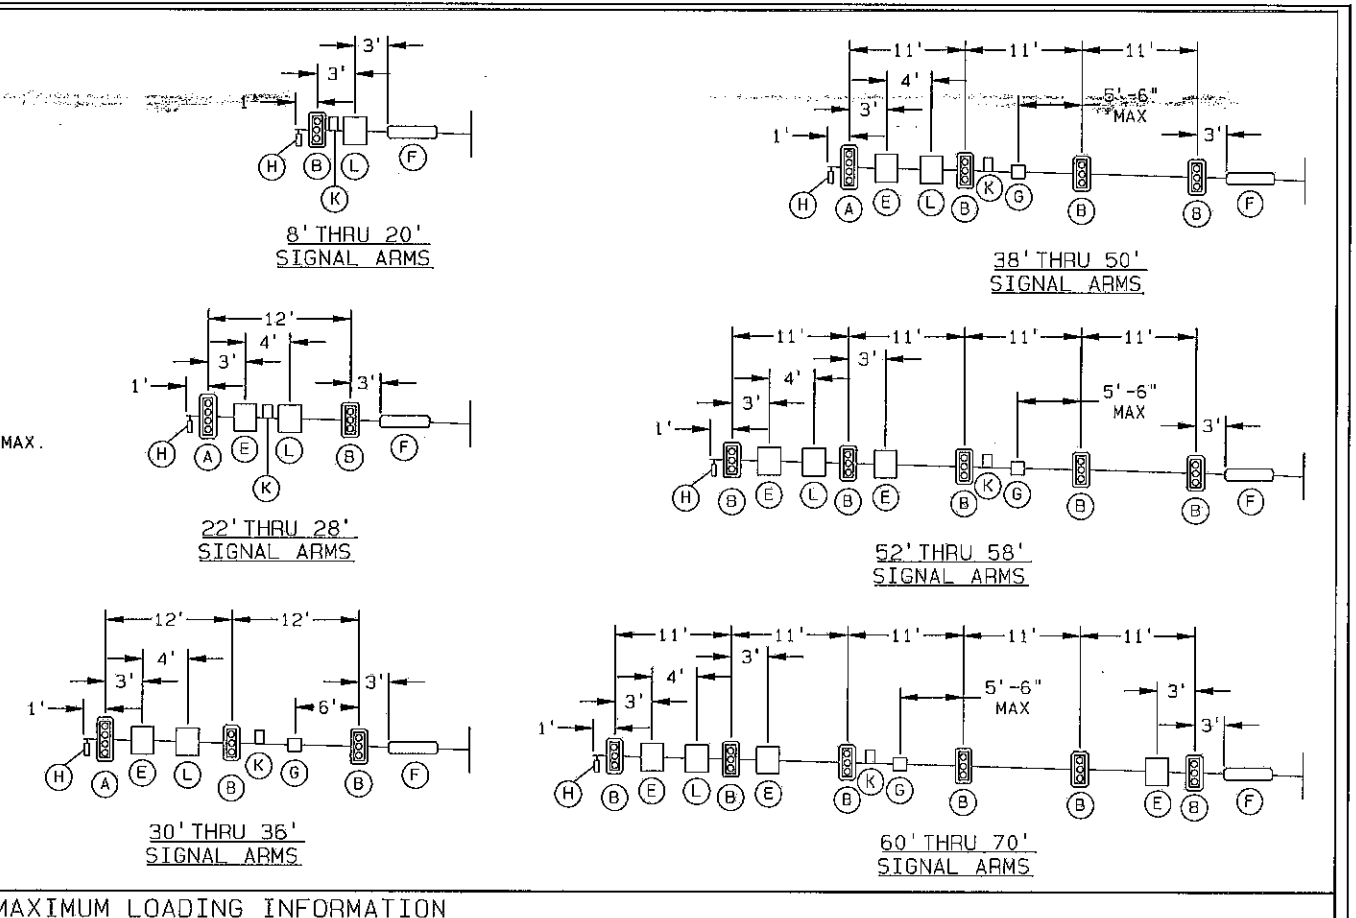 3'
3'
1'
H B L F
K
8' THRU 20'
SIGNAL ARMS
11' 11' 11'
4'
5'-6"
MAX
3'
1'
3'
H A E L B K G B B F
38' THRU 50'
SIGNAL ARMS
12'
4'
3'
1'
3'
H A E L B F
K
22' THRU 28'
SIGNAL ARMS
MAX.
11' 11' 11' 11'
3'
4'
3'
5'-6"
MAX
1'
3'
H B E L B E B K G B B F
52' THRU 58'
SIGNAL ARMS
12' 12'
4'
3'
3'
1'
6'
H A E L B K G B F
30' THRU 36'
SIGNAL ARMS
11' 11' 11' 11' 11'
3'
4'
3'
5'-6"
MAX
3'
1'
3'
H B E L B E B K G B B E B F
60' THRU 70'
SIGNAL ARMS
MAXIMUM LOADING INFORMATION